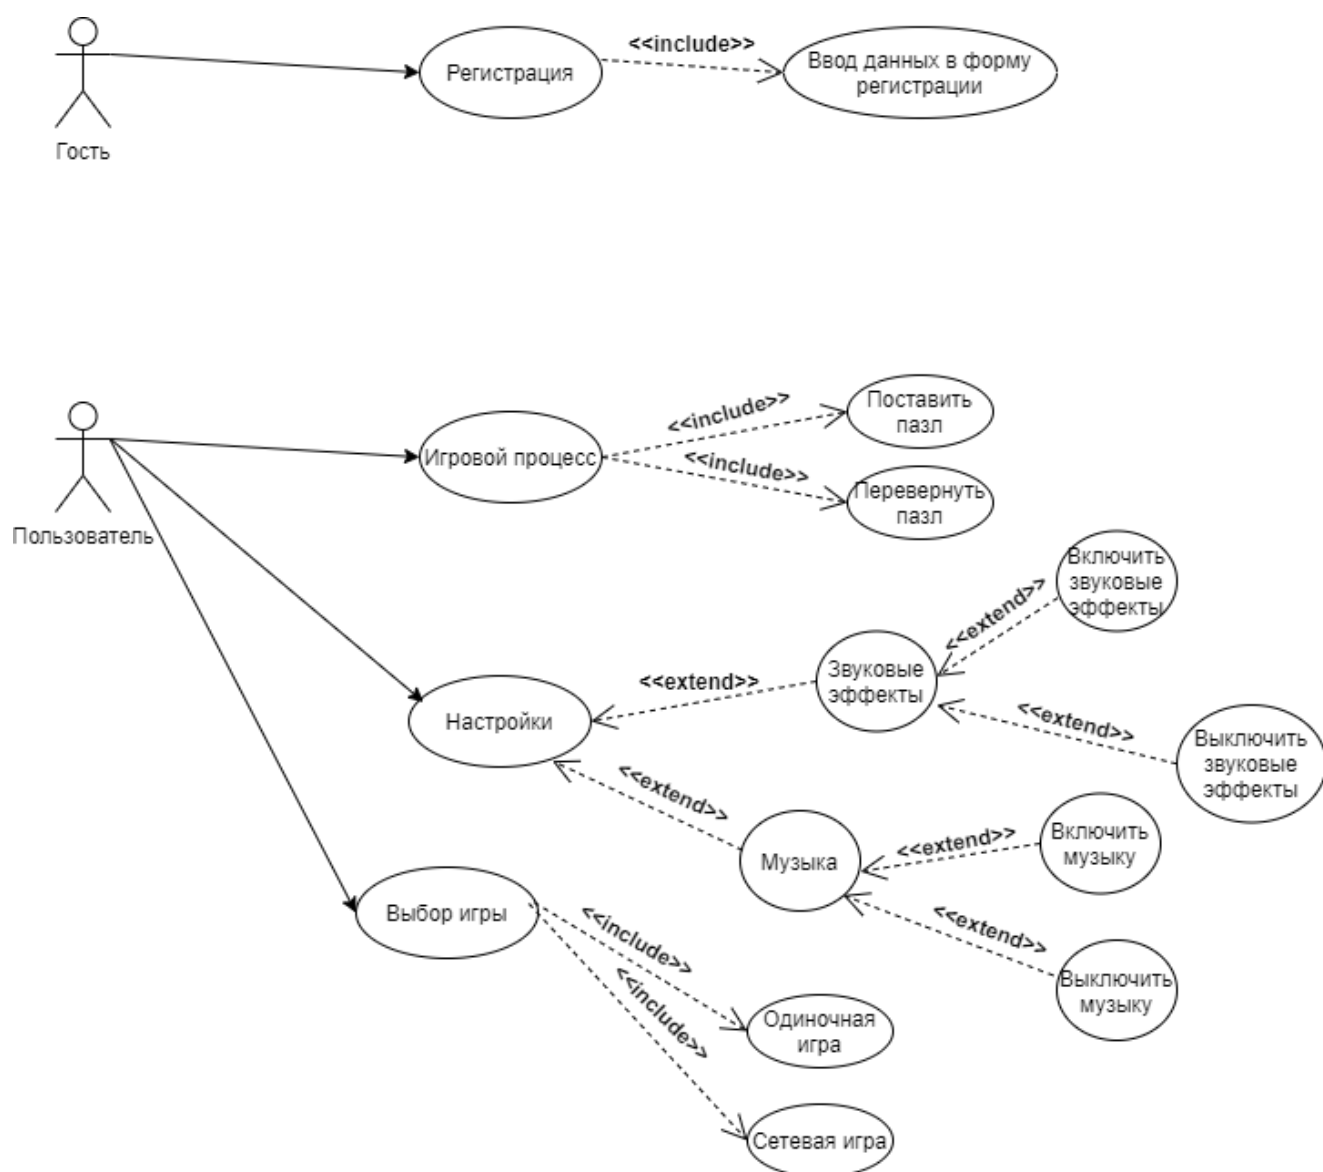 <<include>>
Регистрация
Ввод данных в форму
регистрации
Гость
<<include>>
Поставить
пазл
Игровой процесс
<<include>>
Перевернуть
пазл
Пользователь
Включить
звуковые
эффекты
<<extend>>
Звуковые
эффекты
<<extend>>
<<extend>>
Настройки
Выключить
звуковые
эффекты
<<extend>>
Музыка
<<extend>>
Включить
музыку
<<extend>>
Выключить
музыку
Выбор игры
<<include>>
<<include>>
Одиночная
игра
Сетевая игра